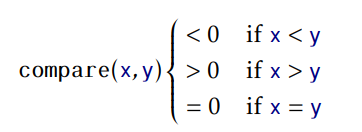 < 0 if x < y
compare(x,y) > 0 if x > y
= 0 if x = y